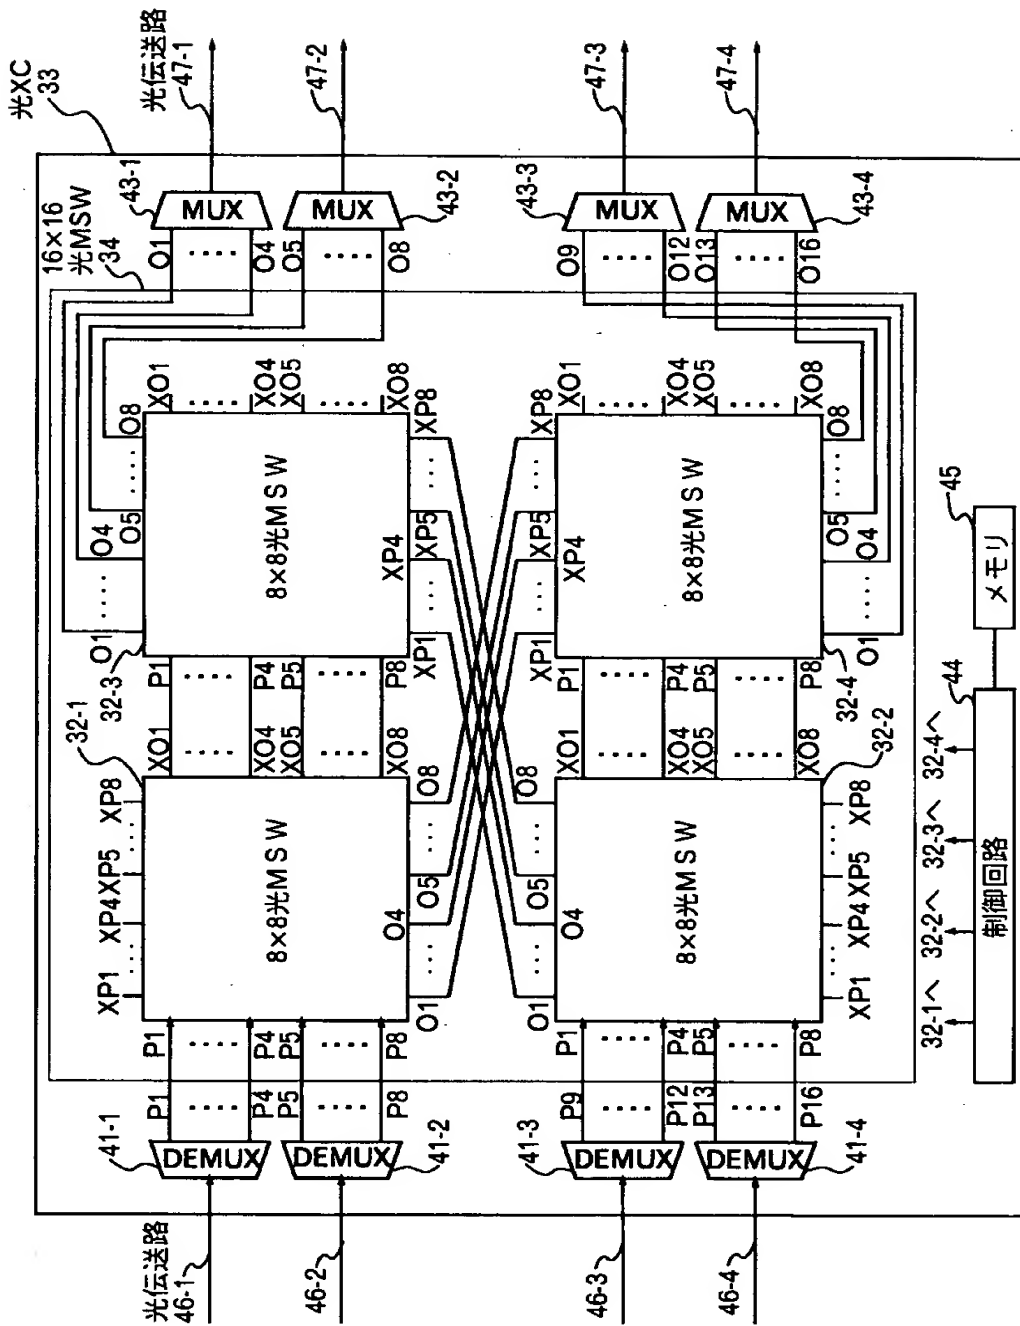 光XC
33
16×16
光MSW
34
光伝送路
46-1
46-2
46-3
46-4
41-1
DEMUX
DEMUX
41-2
41-3
DEMUX
DEMUX
41-4
P1
....
P4
P5
....
P8
P9
....
P12
P13
....
P16
P1
....
P4
P5
....
P8
P1
....
P4
P5
....
P8
XP1 ... XP4 XP5 ... XP8
32-1
8×8光MSW
O1 ... O4 O5 ... O8
XO1
....
XO4
XO5
....
XO8
O1 ... O4 O5 ... O8
32-2
8×8光MSW
XP1 ... XP4 XP5 ... XP8
XO1
....
XO4
XO5
....
XO8
O1 .... O4 O5 .... O8
32-3
P1
....
P4
P5
....
P8
8×8光MSW
XP1 ... XP4 XP5 ... XP8
XO1
....
XO4
XO5
....
XO8
XP1 ... XP4 XP5 ... XP8
32-4
P1
....
P4
P5
....
P8
8×8光MSW
O1 .... O4 O5 .... O8
XO1
....
XO4
XO5
....
XO8
O1
....
O4
O5
....
O8
O9
....
O12
O13
....
O16
43-1
MUX
MUX
43-2
43-3
MUX
MUX
43-4
光伝送路
47-1
47-2
47-3
47-4
32-1へ 32-2へ 32-3へ 32-4へ
44
制御回路
45
メモリ